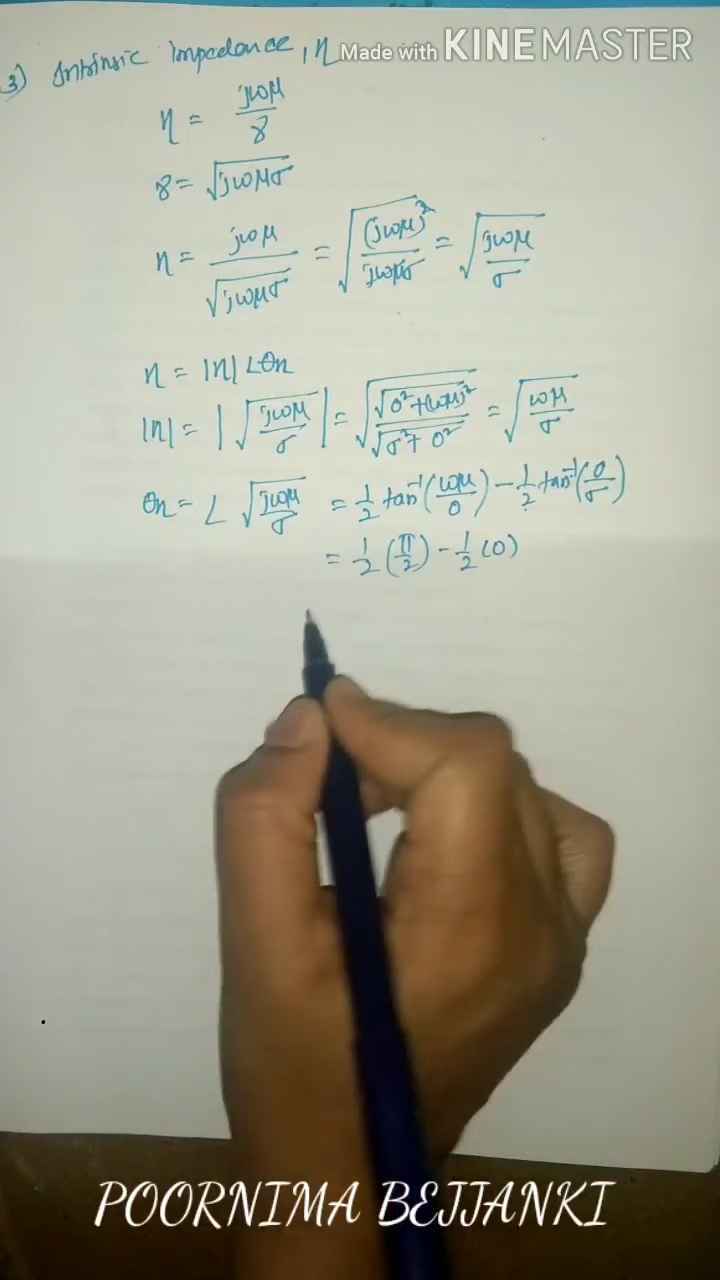 3) Intrinsic impedance, η
Made with KINEMASTER
η = jωμ/γ
γ = √(jωμσ)
η = jωμ/√(jωμσ) = √((jωμ)²/jωμσ) = √(jωμ/σ)
η = |η| ∠θη
|η| = |√(jωμ/σ)| = √(√(0²+(ωμ)²)/√(σ²+0²)) = √(ωμ/σ)
θη = ∠ √(jωμ/σ) = 1/2 tan⁻¹(ωμ/0) - 1/2 tan⁻¹(0/σ)
= 1/2 (π/2) - 1/2 (0)
POORNIMA BEJJANKI